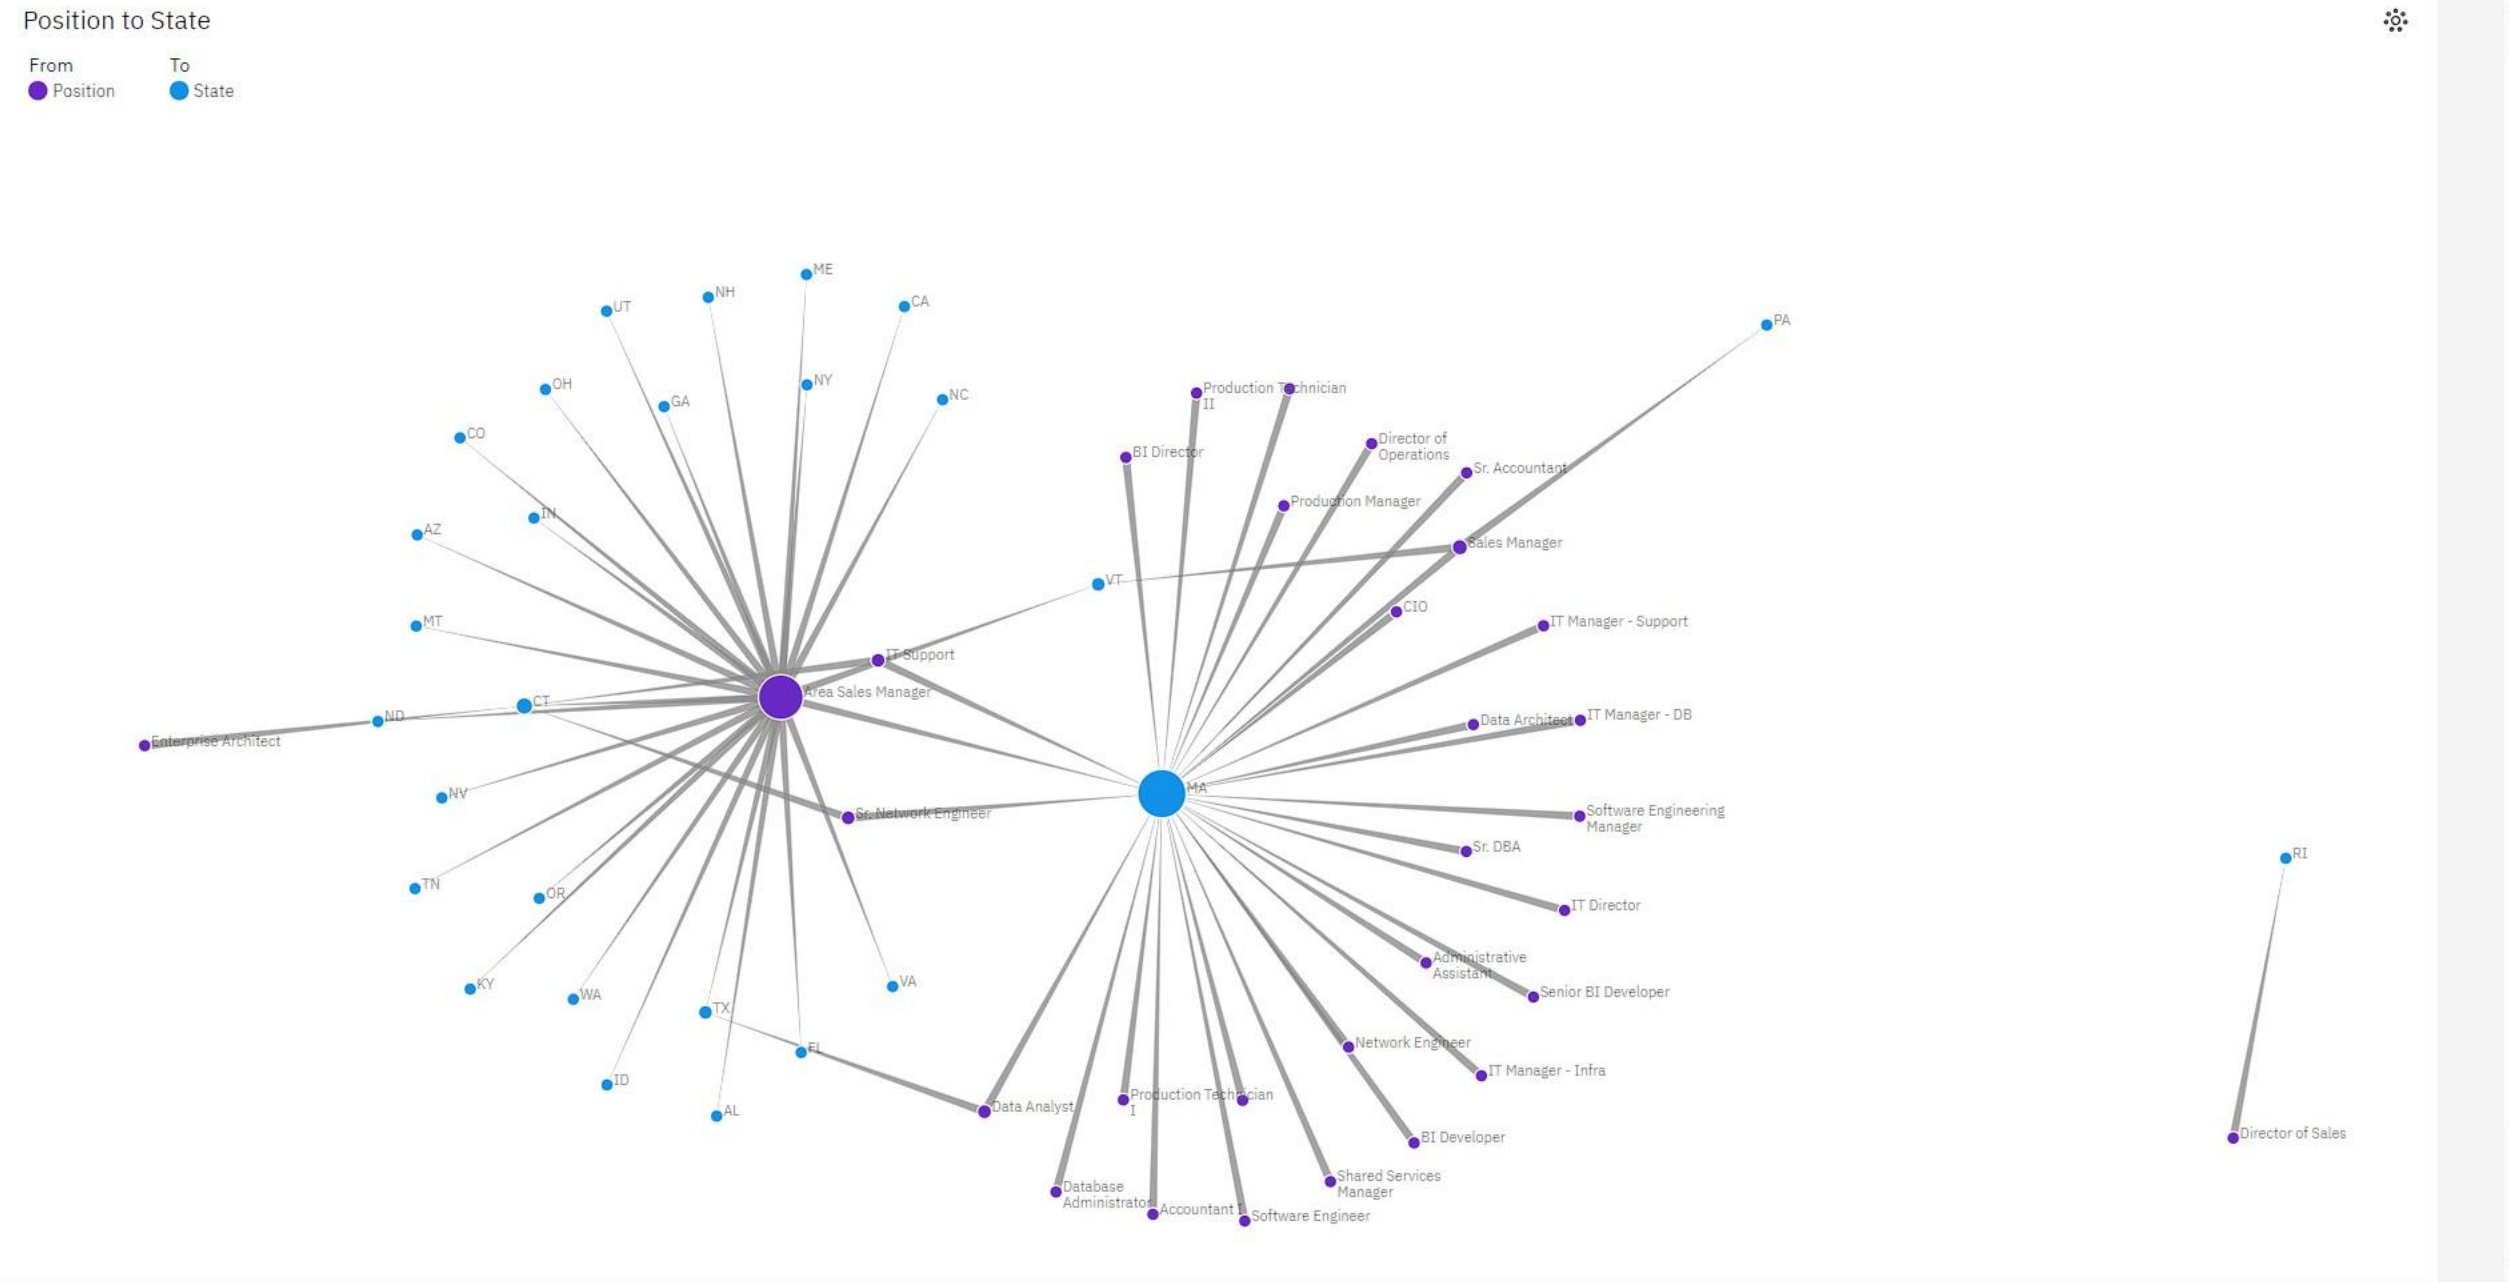 Position to State
From
To
Position
State
ME
NH
CA
UT
PA
OH
NY
GA
NC
Production Technician
II
CO
Director of
Operations
BI Director
Sr. Accountant
Production Manager
IN
AZ
Sales Manager
VT
CIO
MT
IT Manager - Support
IT Support
Area Sales Manager
CT
ND
Data Architect
IT Manager - DB
Enterprise Architect
MA
NV
Sr. Network Engineer
Software Engineering
Manager
Sr. DBA
RI
TN
OR
IT Director
Administrative
Assistant
KY
VA
WA
Senior BI Developer
TX
FL
Network Engineer
IT Manager - Infra
ID
Production Technician
I
Data Analyst
AL
BI Developer
Director of Sales
Shared Services
Manager
Database
Administrator
Accountant I
Software Engineer